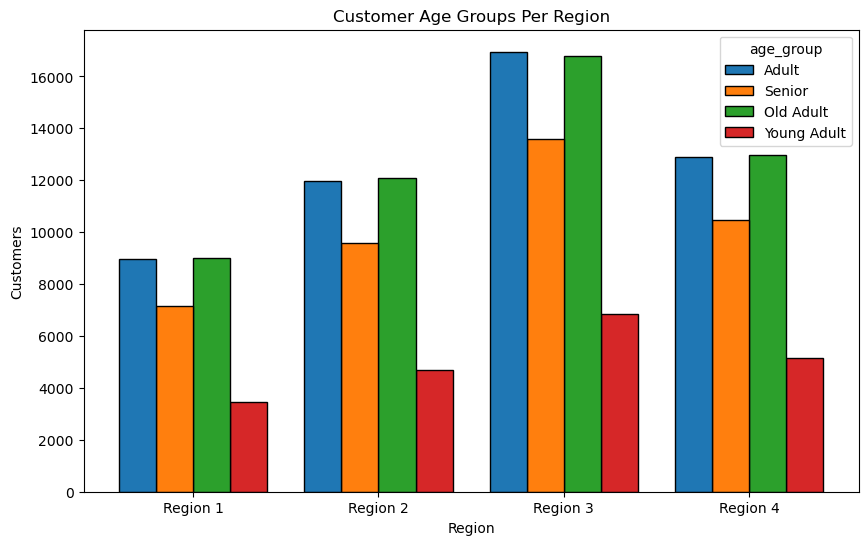 Customer Age Groups Per Region
age_group
Adult
Senior
Old Adult
Young Adult
16000
14000
12000
10000
8000
6000
4000
2000
0
Customers
Region 1
Region 2
Region 3
Region 4
Region